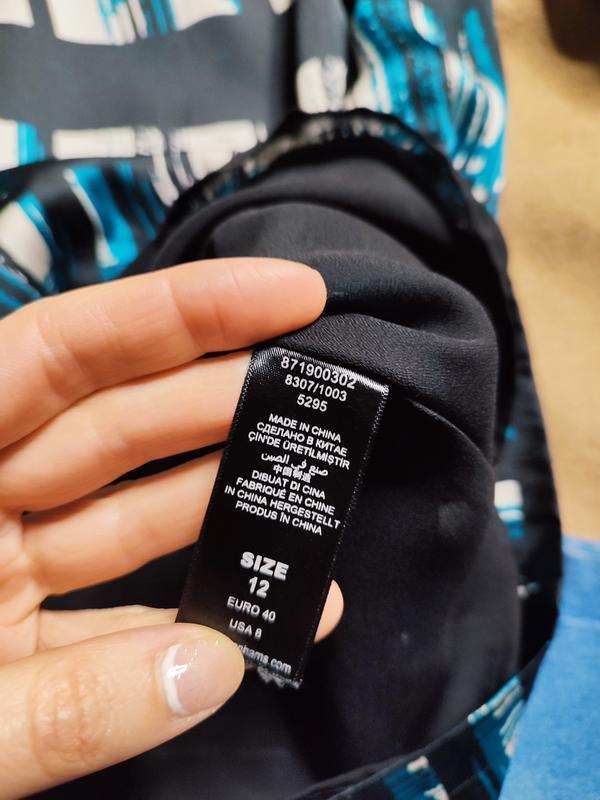 871900302
8307/1003
5295
MADE IN CHINA
СДЕЛАНО В КИТАЕ
ÇİN'DE ÜRETİLMİŞTİR
صنع في الصين
中国制造
DIBUAT DI CINA
FABRIQUÉ EN CHINE
IN CHINA HERGESTELLT
PRODUS ÎN CHINA
SIZE
12
EURO 40
USA 8